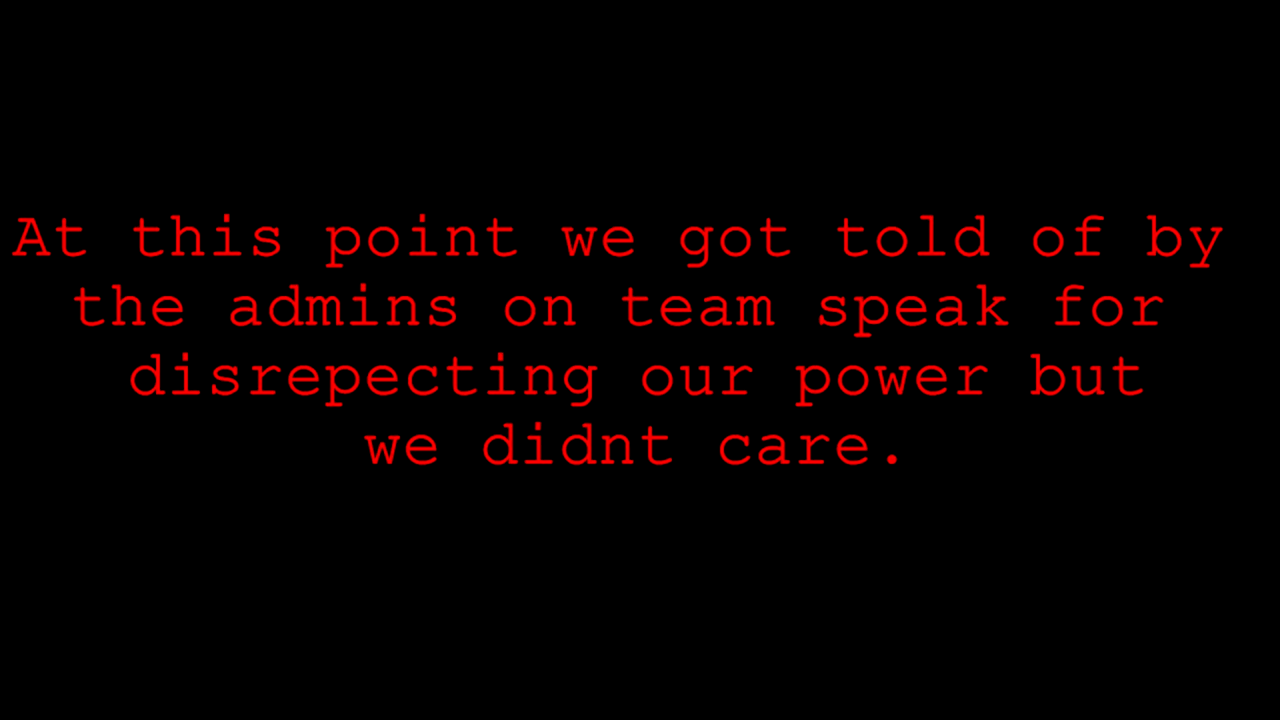 At this point we got told of by
the admins on team speak for
disrepecting our power but
we didnt care.